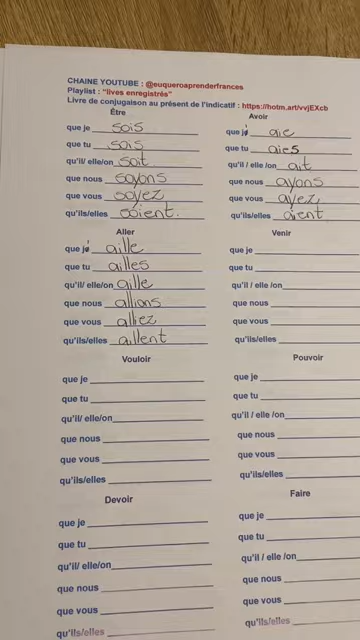 CHAINE YOUTUBE : @euqueroaprenderfrances
Playlist : "lives enregistrés"
Livre de conjugaison au présent de l'indicatif : https://hotm.art/vvjEXcb
Être
que je sois
que tu sois
qu'il/ elle/on soit
que nous soyons
que vous soyez
qu'ils/elles soient.
Avoir
que j' aie
que tu aies
qu'il / elle /on ait
que nous ayons
que vous ayez
qu'ils/elles aient
Aller
que j' aille
que tu ailles
qu'il/ elle/on aille
que nous allions
que vous alliez
qu'ils/elles aillent
Venir
que je
que tu
qu'il / elle /on
que nous
que vous
qu'ils/elles
Vouloir
que je
que tu
qu'il/ elle/on
que nous
que vous
qu'ils/elles
Pouvoir
que je
que tu
qu'il / elle /on
que nous
que vous
qu'ils/elles
Devoir
que je
que tu
qu'il/ elle/on
que nous
que vous
qu'ils/elles
Faire
que je
que tu
qu'il / elle /on
que nous
que vous
qu'ils/elles